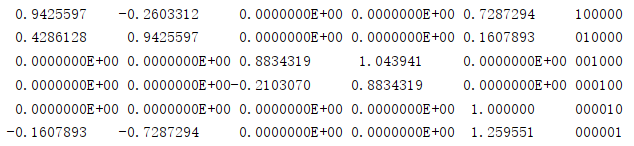 0.9425597 -0.2603312 0.0000000E+00 0.0000000E+00 0.7287294 100000
0.4286128 0.9425597 0.0000000E+00 0.0000000E+00 0.1607893 010000
0.0000000E+00 0.0000000E+00 0.8834319 1.043941 0.0000000E+00 001000
0.0000000E+00 0.0000000E+00-0.2103070 0.8834319 0.0000000E+00 000100
0.0000000E+00 0.0000000E+00 0.0000000E+00 0.0000000E+00 1.000000 000010
-0.1607893 -0.7287294 0.0000000E+00 0.0000000E+00 1.259551 000001